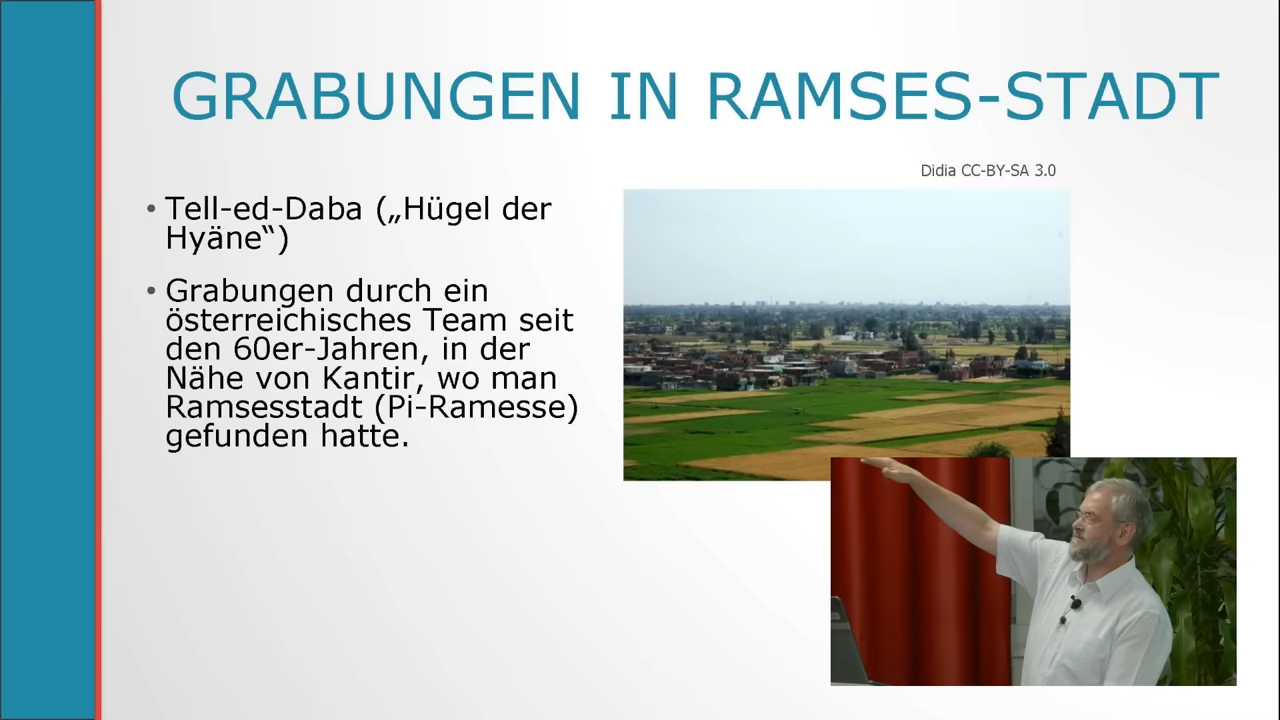 GRABUNGEN IN RAMSES-STADT
Didia CC-BY-SA 3.0
• Tell-ed-Daba („Hügel der
Hyäne“)
• Grabungen durch ein
österreichisches Team seit
den 60er-Jahren, in der
Nähe von Kantir, wo man
Ramsesstadt (Pi-Ramesse)
gefunden hatte.